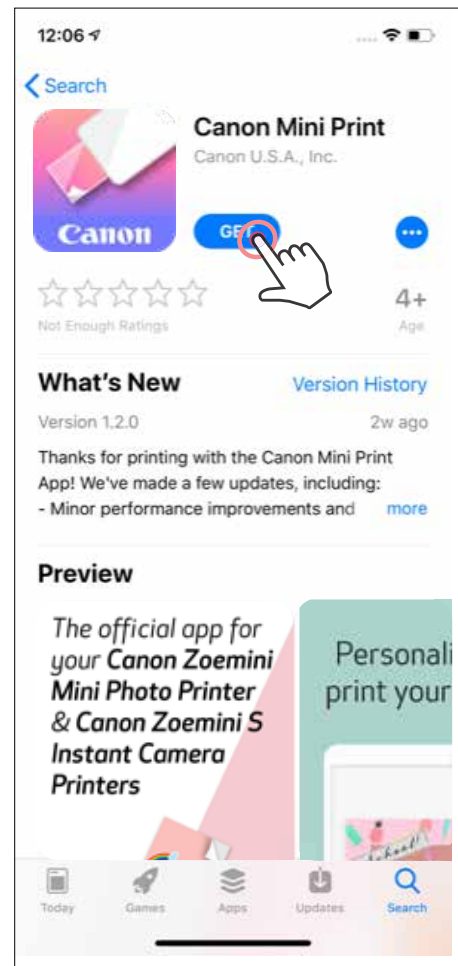 12:06
Search
Canon Mini Print
Canon U.S.A., Inc.
Canon
GET
4+
Not Enough Ratings
Age
What's New
Version History
Version 1.2.0
2w ago
Thanks for printing with the Canon Mini Print
App! We've made a few updates, including:
- Minor performance improvements and more
Preview
The official app for
your Canon Zoemini
Mini Photo Printer
& Canon Zoemini S
Instant Camera
Printers
Personali
print your
school!
Today Games Apps Updates Search